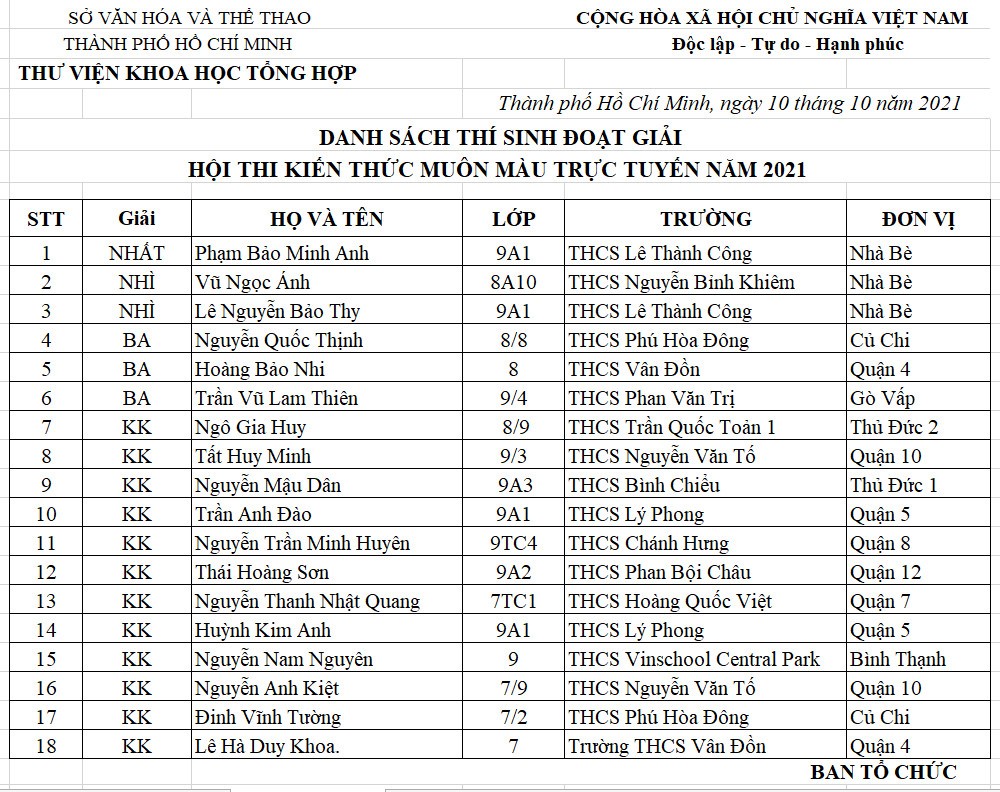 SỞ VĂN HÓA VÀ THỂ THAO CỘNG HÒA XÃ HỘI CHỦ NGHĨA VIỆT NAM
THÀNH PHỐ HỒ CHÍ MINH Độc lập - Tự do - Hạnh phúc
THƯ VIỆN KHOA HỌC TỔNG HỢP
Thành phố Hồ Chí Minh, ngày 10 tháng 10 năm 2021
DANH SÁCH THÍ SINH ĐOẠT GIẢI
HỘI THI KIẾN THỨC MUÔN MÀU TRỰC TUYẾN NĂM 2021
STT Giải HỌ VÀ TÊN LỚP TRƯỜNG ĐƠN VỊ
1 NHẤT Phạm Bảo Minh Anh 9A1 THCS Lê Thành Công Nhà Bè
2 NHÌ Vũ Ngọc Ánh 8A10 THCS Nguyễn Bỉnh Khiêm Nhà Bè
3 NHÌ Lê Nguyễn Bảo Thy 9A1 THCS Lê Thành Công Nhà Bè
4 BA Nguyễn Quốc Thịnh 8/8 THCS Phú Hòa Đông Củ Chi
5 BA Hoàng Bảo Nhi 8 THCS Vân Đồn Quận 4
6 BA Trần Vũ Lam Thiên 9/4 THCS Phan Văn Trị Gò Vấp
7 KK Ngô Gia Huy 8/9 THCS Trần Quốc Toản 1 Thủ Đức 2
8 KK Tất Huy Minh 9/3 THCS Nguyễn Văn Tố Quận 10
9 KK Nguyễn Mậu Dân 9A3 THCS Bình Chiểu Thủ Đức 1
10 KK Trần Anh Đào 9A1 THCS Lý Phong Quận 5
11 KK Nguyễn Trần Minh Huyên 9TC4 THCS Chánh Hưng Quận 8
12 KK Thái Hoàng Sơn 9A2 THCS Phan Bội Châu Quận 12
13 KK Nguyễn Thanh Nhật Quang 7TC1 THCS Hoàng Quốc Việt Quận 7
14 KK Huỳnh Kim Anh 9A1 THCS Lý Phong Quận 5
15 KK Nguyễn Nam Nguyên 9 THCS Vinschool Central Park Bình Thạnh
16 KK Nguyễn Anh Kiệt 7/9 THCS Nguyễn Văn Tố Quận 10
17 KK Đinh Vĩnh Tường 7/2 THCS Phú Hòa Đông Củ Chi
18 KK Lê Hà Duy Khoa. 7 Trường THCS Vân Đồn Quận 4
BAN TỔ CHỨC